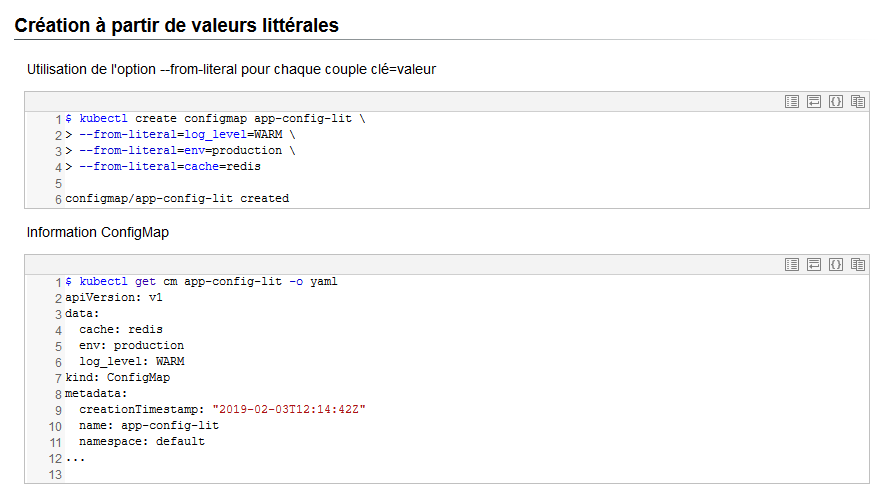 Création à partir de valeurs littérales
Utilisation de l'option --from-literal pour chaque couple clé=valeur
1 $ kubectl create configmap app-config-lit \
2 > --from-literal=log_level=WARM \
3 > --from-literal=env=production \
4 > --from-literal=cache=redis
5
6 configmap/app-config-lit created
Information ConfigMap
1 $ kubectl get cm app-config-lit -o yaml
2 apiVersion: v1
3 data:
4   cache: redis
5   env: production
6   log_level: WARM
7 kind: ConfigMap
8 metadata:
9   creationTimestamp: "2019-02-03T12:14:42Z"
10   name: app-config-lit
11   namespace: default
12 ...
13